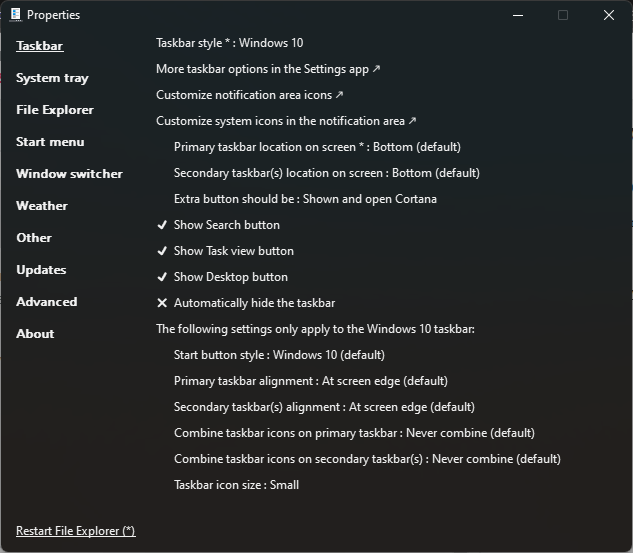 Properties
Taskbar
System tray
File Explorer
Start menu
Window switcher
Weather
Other
Updates
Advanced
About
Taskbar style * : Windows 10
More taskbar options in the Settings app ↗
Customize notification area icons ↗
Customize system icons in the notification area ↗
Primary taskbar location on screen * : Bottom (default)
Secondary taskbar(s) location on screen : Bottom (default)
Extra button should be : Shown and open Cortana
Show Search button
Show Task view button
Show Desktop button
Automatically hide the taskbar
The following settings only apply to the Windows 10 taskbar:
Start button style : Windows 10 (default)
Primary taskbar alignment : At screen edge (default)
Secondary taskbar(s) alignment : At screen edge (default)
Combine taskbar icons on primary taskbar : Never combine (default)
Combine taskbar icons on secondary taskbar(s) : Never combine (default)
Taskbar icon size : Small
Restart File Explorer (*)